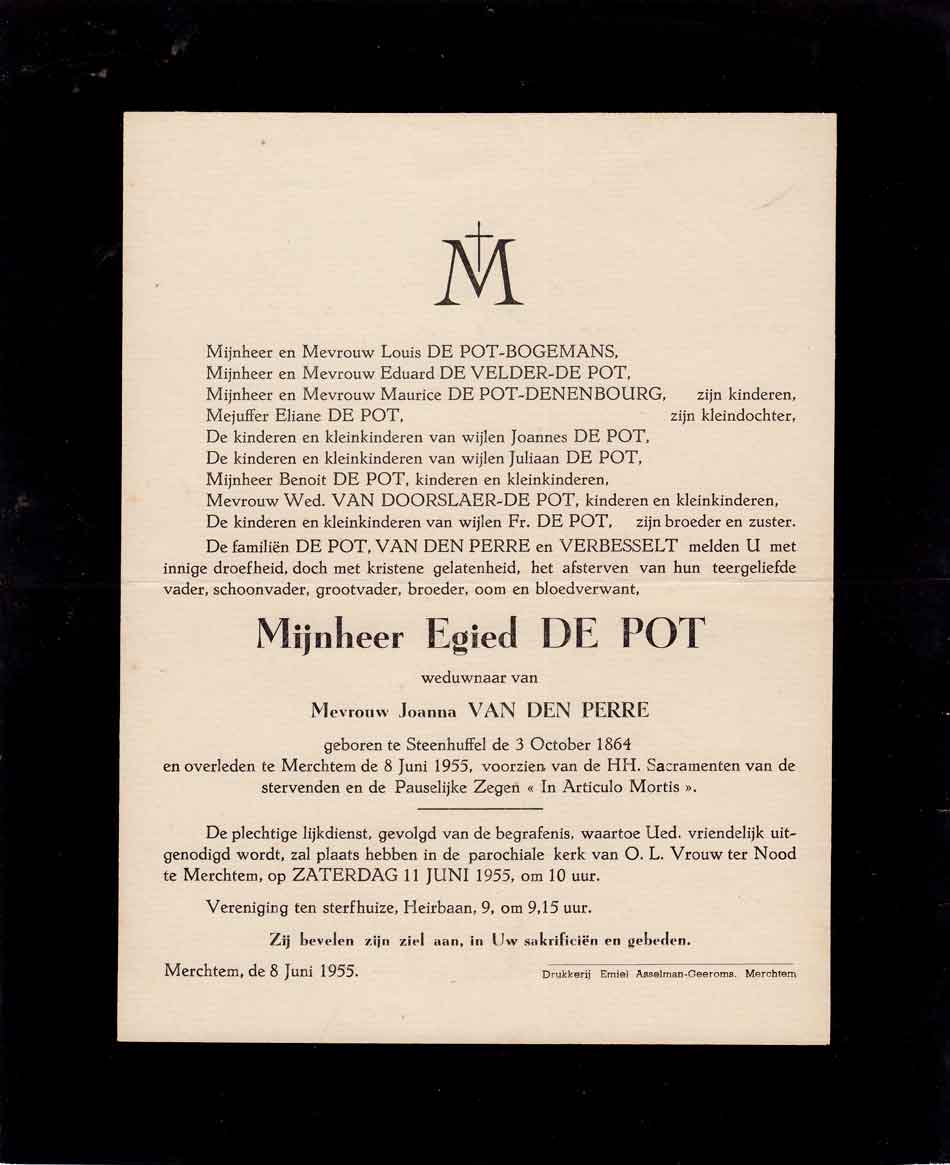 M
Mijnheer en Mevrouw Louis DE POT-BOGEMANS,
Mijnheer en Mevrouw Eduard DE VELDER-DE POT,
Mijnheer en Mevrouw Maurice DE POT-DENENBOURG, zijn kinderen,
Mejuffer Eliane DE POT, zijn kleindochter,
De kinderen en kleinkinderen van wijlen Joannes DE POT,
De kinderen en kleinkinderen van wijlen Juliaan DE POT,
Mijnheer Benoit DE POT, kinderen en kleinkinderen,
Mevrouw Wed. VAN DOORSLAER-DE POT, kinderen en kleinkinderen,
De kinderen en kleinkinderen van wijlen Fr. DE POT, zijn broeder en zuster.
De familiën DE POT, VAN DEN PERRE en VERBESSELT melden U met
innige droefheid, doch met kristene gelatenheid, het afsterven van hun teergeliefde
vader, schoonvader, grootvader, broeder, oom en bloedverwant,
Mijnheer Egied DE POT
weduwnaar van
Mevrouw Joanna VAN DEN PERRE
geboren te Steenhuffel de 3 October 1864
en overleden te Merchtem de 8 Juni 1955, voorzien van de HH. Sacramenten van de
stervenden en de Pauselijke Zegen « In Articulo Mortis ».
De plechtige lijkdienst, gevolgd van de begrafenis, waartoe Ued. vriendelijk uit-
genodigd wordt, zal plaats hebben in de parochiale kerk van O. L. Vrouw ter Nood
te Merchtem, op ZATERDAG 11 JUNI 1955, om 10 uur.
Vereniging ten sterfhuize, Heirbaan, 9, om 9,15 uur.
Zij bevelen zijn ziel aan, in Uw sakrificiën en gebeden.
Merchtem, de 8 Juni 1955. Drukkerij Emiel Asselman-Geeroms. Merchtem